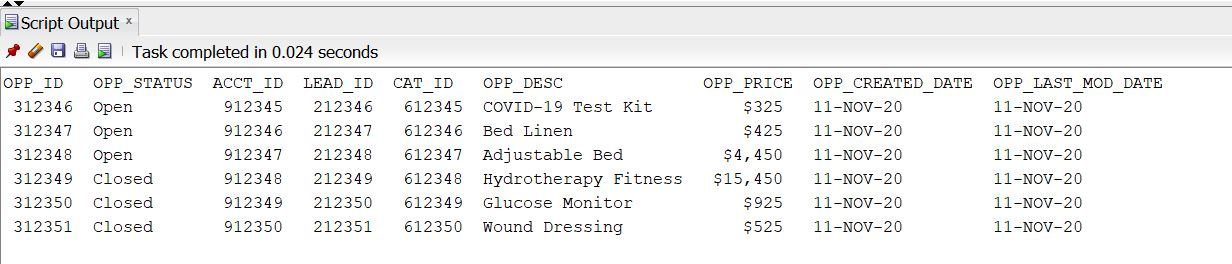 Script Output x
Task completed in 0.024 seconds
OPP_ID OPP_STATUS ACCT_ID LEAD_ID CAT_ID OPP_DESC OPP_PRICE OPP_CREATED_DATE OPP_LAST_MOD_DATE
312346 Open 912345 212346 612345 COVID-19 Test Kit $325 11-NOV-20 11-NOV-20
312347 Open 912346 212347 612346 Bed Linen $425 11-NOV-20 11-NOV-20
312348 Open 912347 212348 612347 Adjustable Bed $4,450 11-NOV-20 11-NOV-20
312349 Closed 912348 212349 612348 Hydrotherapy Fitness $15,450 11-NOV-20 11-NOV-20
312350 Closed 912349 212350 612349 Glucose Monitor $925 11-NOV-20 11-NOV-20
312351 Closed 912350 212351 612350 Wound Dressing $525 11-NOV-20 11-NOV-20